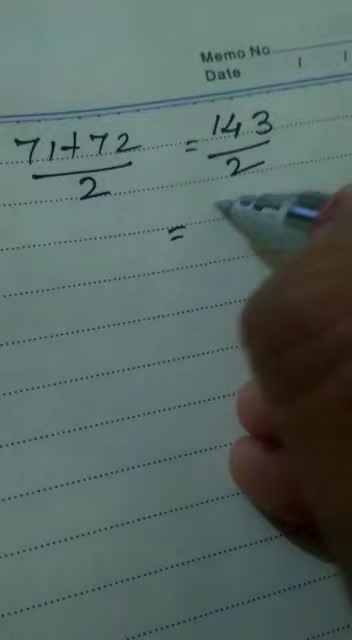 Memo No
Date / /
71+72/2 = 143/2
=